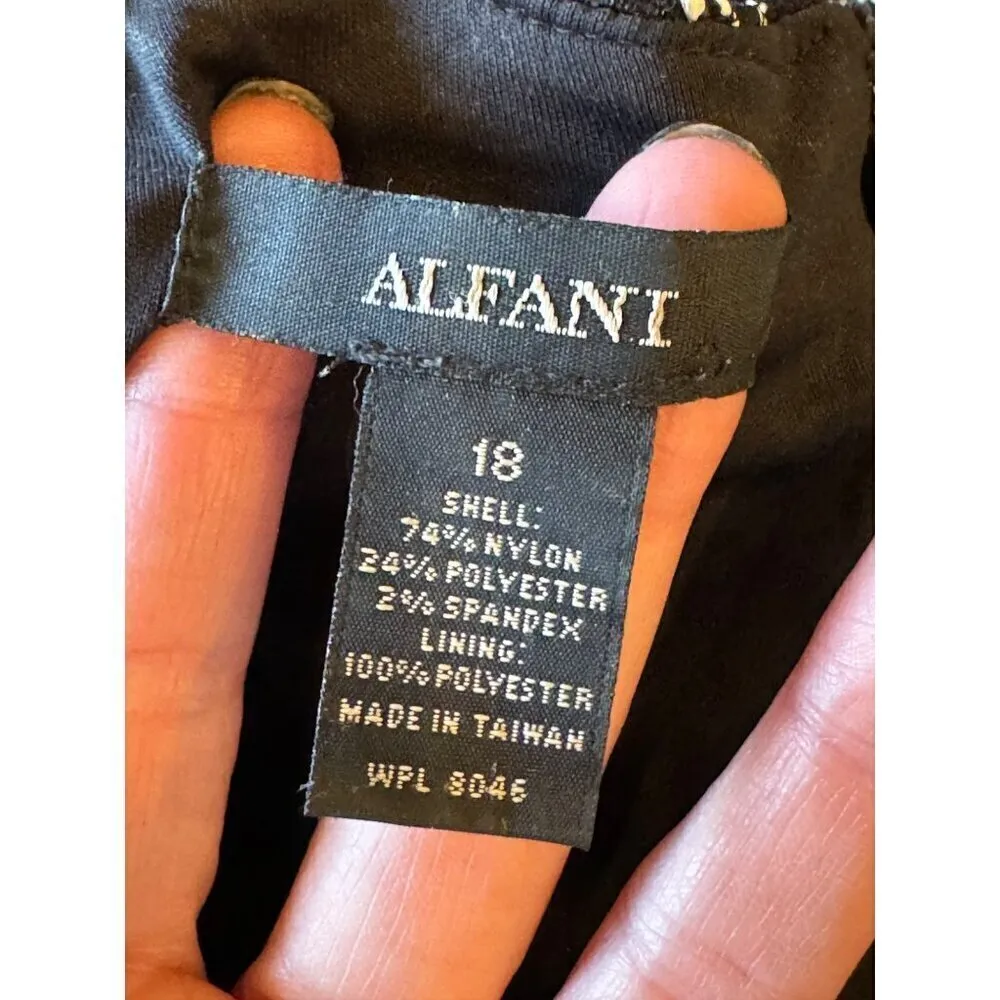 ALFANI
18
SHELL:
74% NYLON
24% POLYESTER
2% SPANDEX
LINING:
100% POLYESTER
MADE IN TAIWAN
WPL 8046